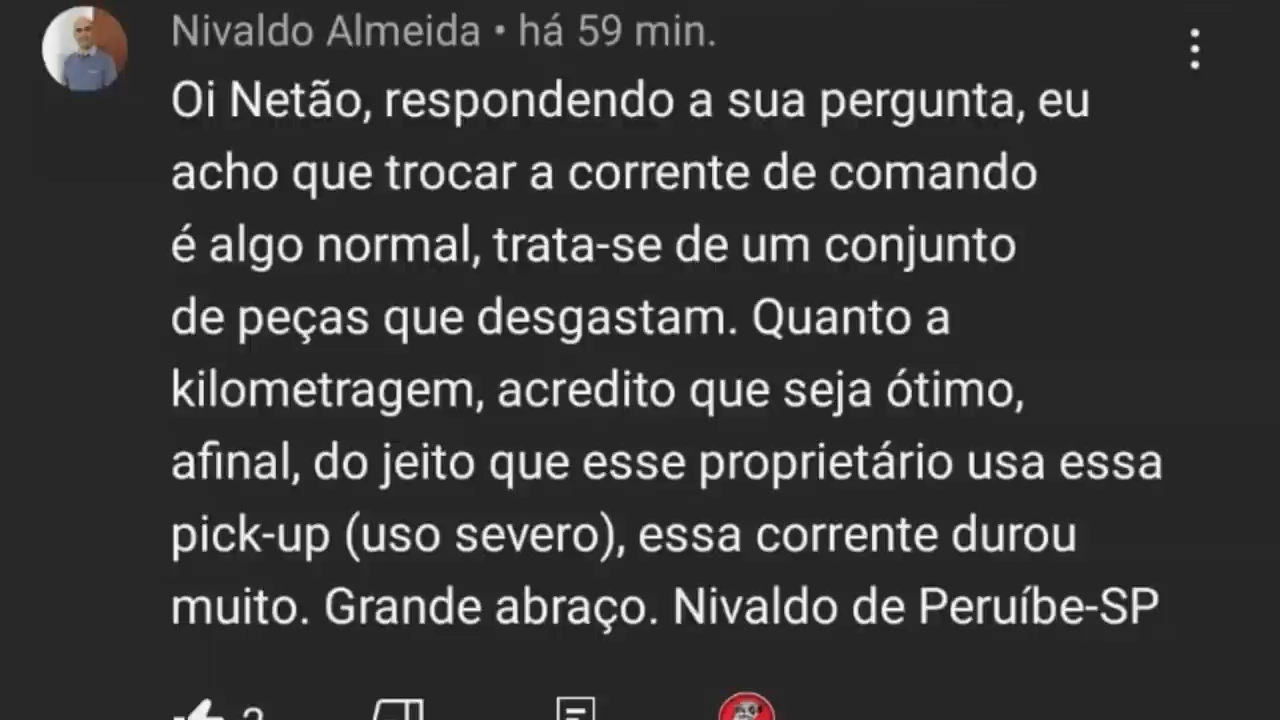 Nivaldo Almeida • há 59 min.
Oi Netão, respondendo a sua pergunta, eu
acho que trocar a corrente de comando
é algo normal, trata-se de um conjunto
de peças que desgastam. Quanto a
kilometragem, acredito que seja ótimo,
afinal, do jeito que esse proprietário usa essa
pick-up (uso severo), essa corrente durou
muito. Grande abraço. Nivaldo de Peruíbe-SP